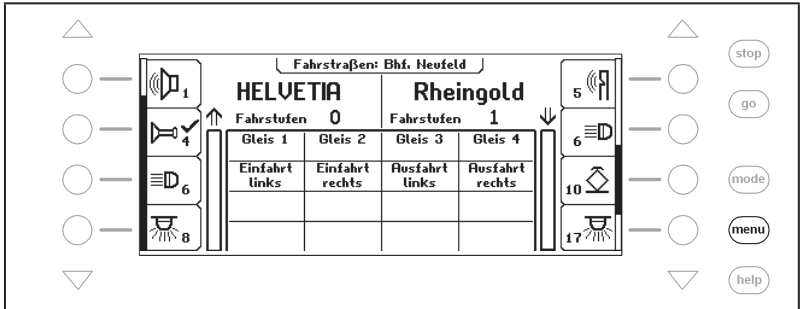 Fahrstraßen: Bhf. Neufeld
HELVETIA
Rheingold
Fahrstufen 0
Fahrstufen 1
Gleis 1 Gleis 2 Gleis 3 Gleis 4
Einfahrt links
Einfahrt rechts
Ausfahrt links
Ausfahrt rechts
1
4
6
8
5
6
10
17
stop
go
mode
menu
help